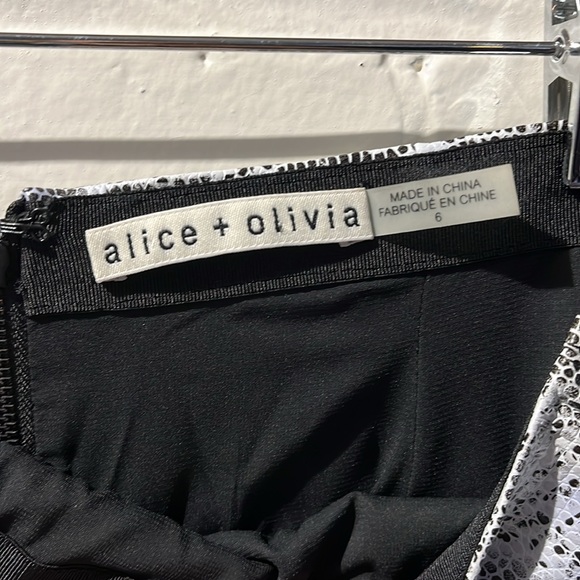 alice + olivia
MADE IN CHINA
FABRIQUÉ EN CHINE
6